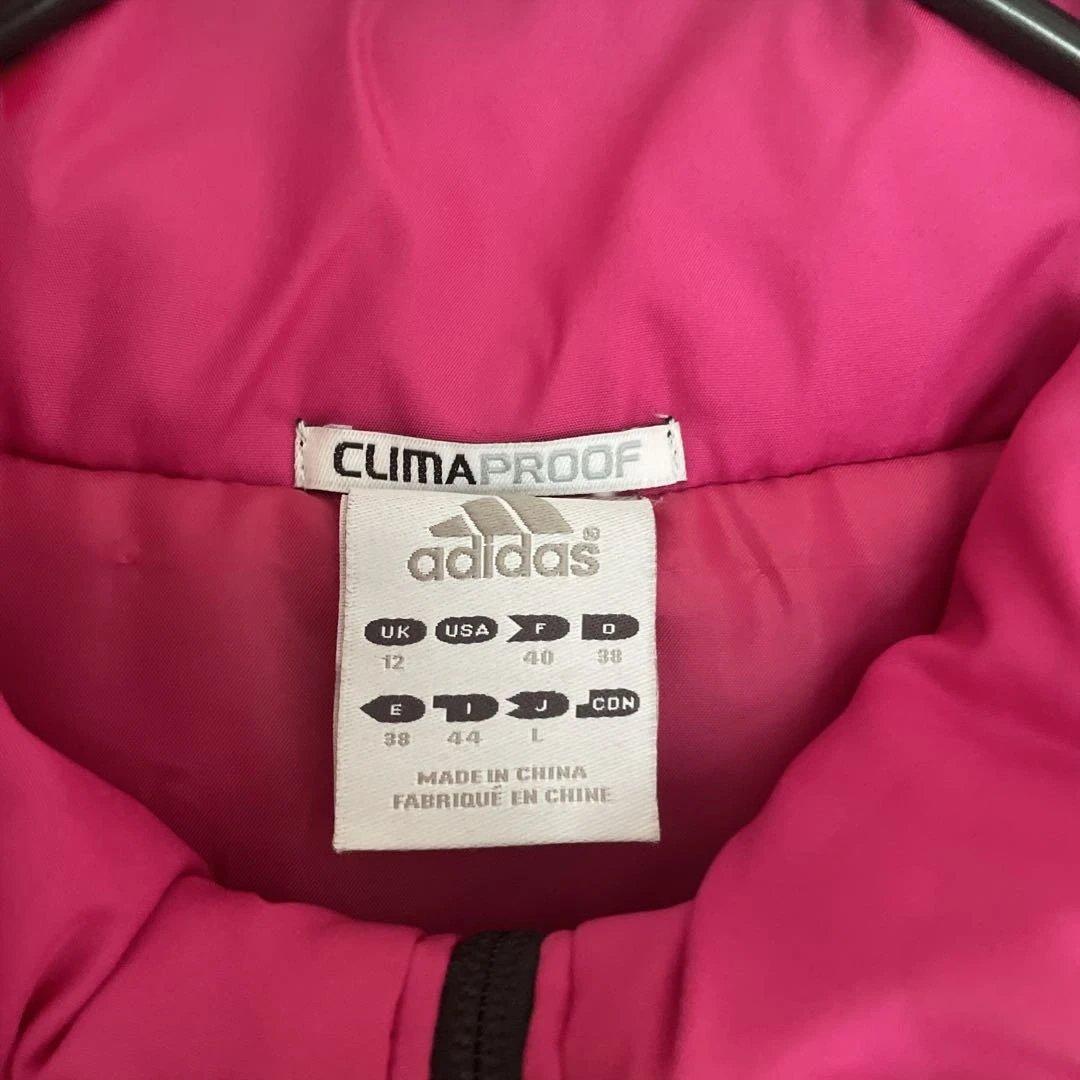 CLIMAPROOF
adidas®
UK USA F D
12 40 38
E I J CDN
38 44 L
MADE IN CHINA
FABRIQUÉ EN CHINE